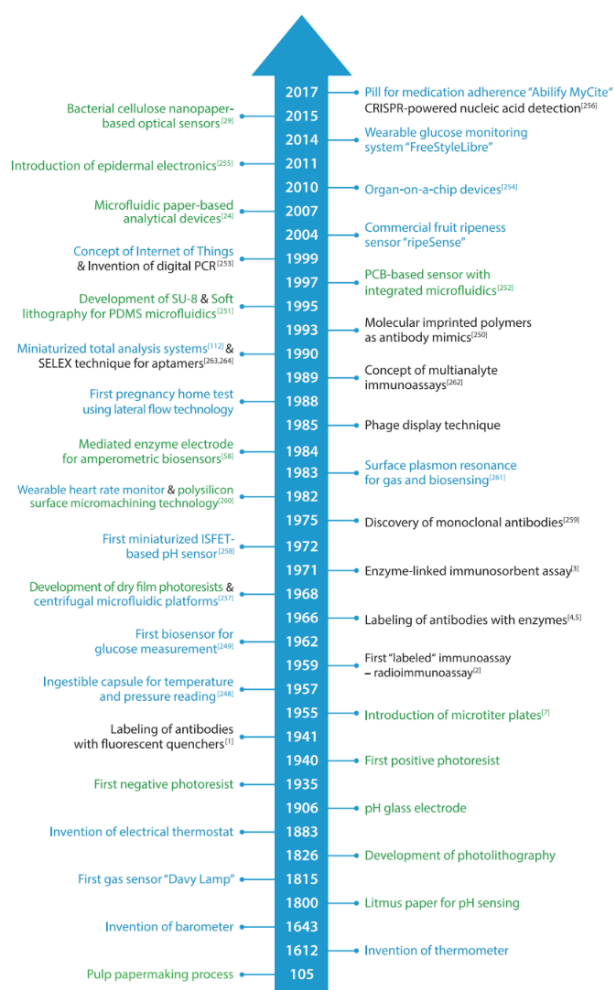 2017
Pill for medication adherence “Abilify MyCite”
CRISPR-powered nucleic acid detection[256]
Bacterial cellulose nanopaper-
based optical sensors[29]
2015
2014
Wearable glucose monitoring
system “FreeStyleLibre”
Introduction of epidermal electronics[255]
2011
2010
Organ-on-a-chip devices[254]
Microfluidic paper-based
analytical devices[24]
2007
2004
Commercial fruit ripeness
sensor “ripeSense”
Concept of Internet of Things
& Invention of digital PCR[253]
1999
1997
PCB-based sensor with
integrated microfluidics[252]
Development of SU-8 & Soft
lithography for PDMS microfluidics[251]
1995
1993
Molecular imprinted polymers
as antibody mimics[250]
Miniaturized total analysis systems[112] &
SELEX technique for aptamers[263,264]
1990
1989
Concept of multianalyte
immunoassays[262]
First pregnancy home test
using lateral flow technology
1988
1985
Phage display technique
Mediated enzyme electrode
for amperometric biosensors[58]
1984
1983
Surface plasmon resonance
for gas and biosensing[261]
Wearable heart rate monitor & polysilicon
surface micromachining technology[260]
1982
1975
Discovery of monoclonal antibodies[259]
First miniaturized ISFET-
based pH sensor[258]
1972
1971
Enzyme-linked immunosorbent assay[3]
Development of dry film photoresists &
centrifugal microfluidic platforms[257]
1968
1966
Labeling of antibodies with enzymes[4,5]
First biosensor for
glucose measurement[249]
1962
1959
First “labeled” immunoassay
– radioimmunoassay[2]
Ingestible capsule for temperature
and pressure reading[248]
1957
1955
Introduction of microtiter plates[7]
Labeling of antibodies
with fluorescent quenchers[1]
1941
1940
First positive photoresist
First negative photoresist
1935
1906
pH glass electrode
Invention of electrical thermostat
1883
1826
Development of photolithography
First gas sensor “Davy Lamp”
1815
1800
Litmus paper for pH sensing
Invention of barometer
1643
1612
Invention of thermometer
Pulp papermaking process
105